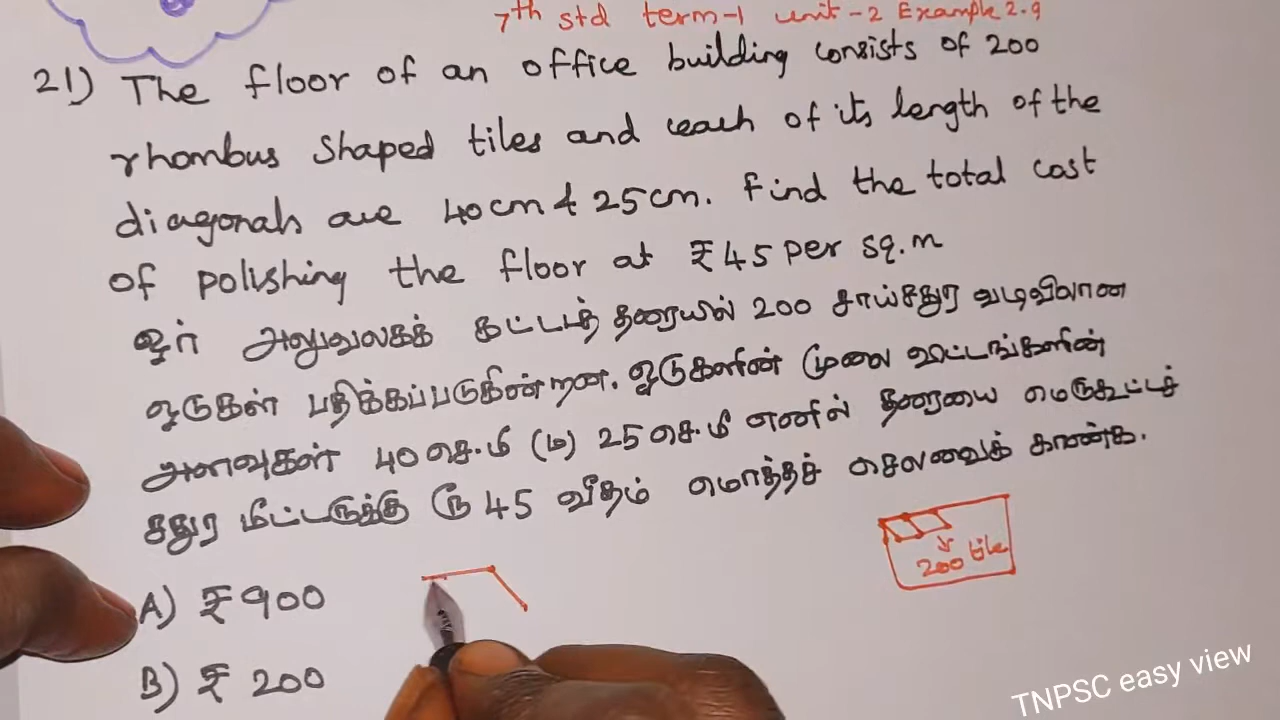 7th std term-1 unit-2 Example 2.9
21) The floor of an office building consists of 200
rhombus shaped tiles and each of its length of the
diagonals are 40cm & 25cm. Find the total cost
of polishing the floor at ₹45 per sq.m
ஓர் அலுவலகக் கட்டடத் தரையில் 200 சாய்சதுர வடிவிலான
ஓடுகள் பதிக்கப்படுகின்றன. ஓடுகளின் மூலை விட்டங்களின்
அளவுகள் 40 செ.மீ (ம) 25 செ.மீ எனில் தரையை மெருகூட்டச்
சதுர மீட்டருக்கு ரூ 45 வீதம் மொத்தச் செலவைக் காண்க.
200 tile
A) ₹900
B) ₹ 200
TNPSC easy view